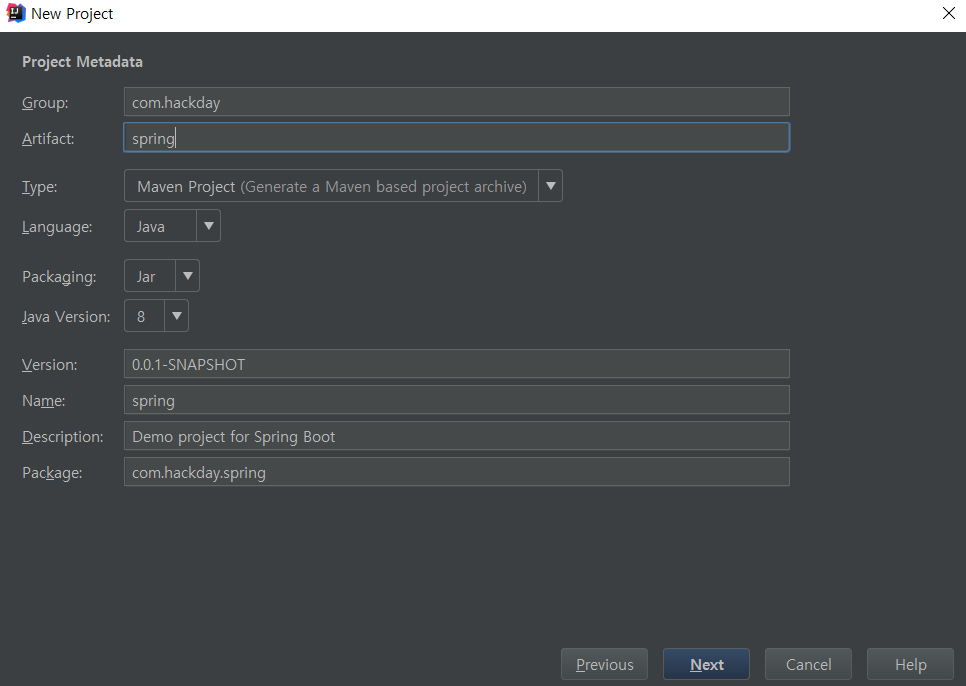 New Project
Project Metadata
Group: com.hackday
Artifact: spring
Type: Maven Project (Generate a Maven based project archive)
Language: Java
Packaging: Jar
Java Version: 8
Version: 0.0.1-SNAPSHOT
Name: spring
Description: Demo project for Spring Boot
Package: com.hackday.spring
Previous Next Cancel Help